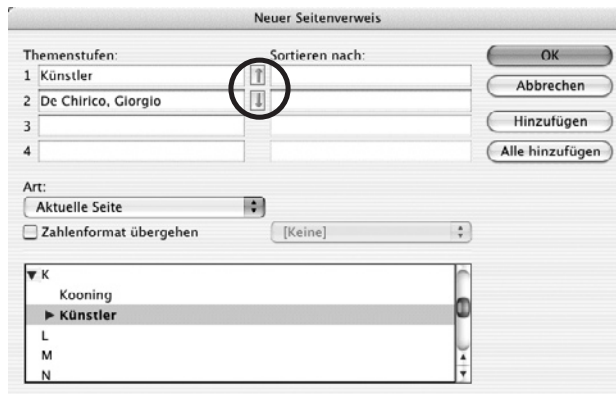 Neuer Seitenverweis
Themenstufen: Sortieren nach:
1 Künstler
2 De Chirico, Giorgio
3
4
OK
Abbrechen
Hinzufügen
Alle hinzufügen
Art:
Aktuelle Seite
Zahlenformat übergehen [Keine]
K
Kooning
Künstler
L
M
N